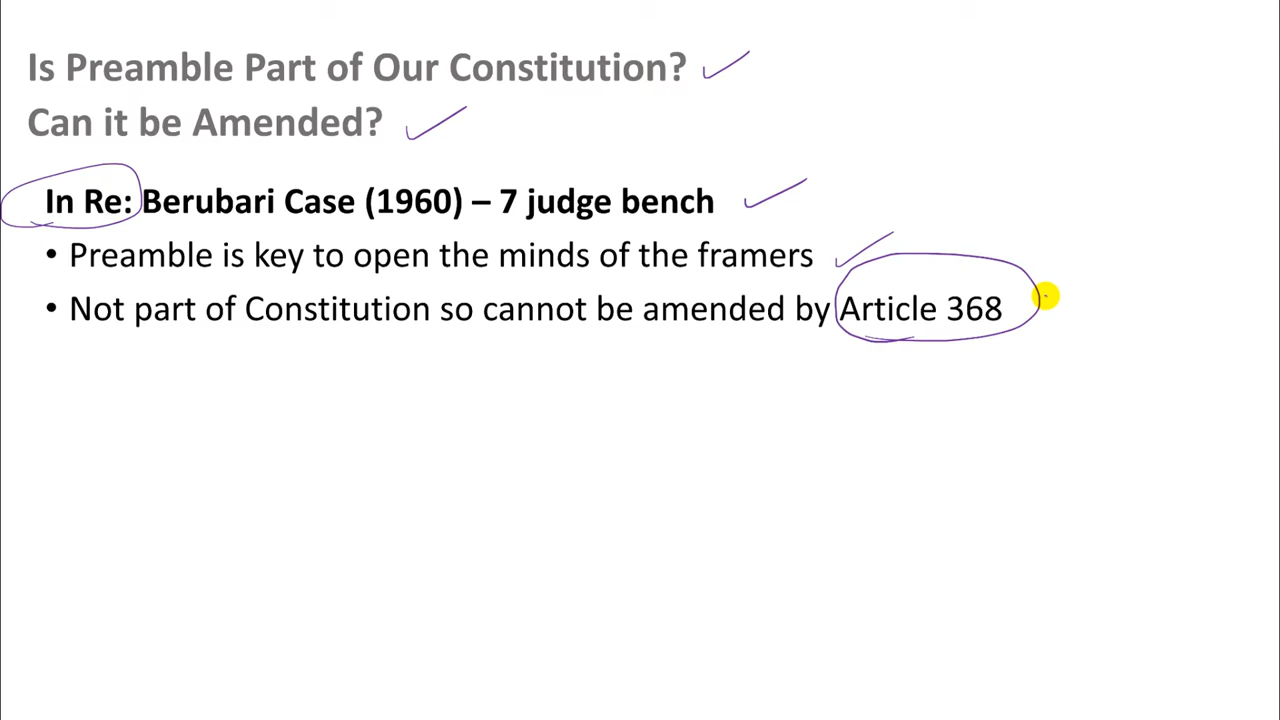 Is Preamble Part of Our Constitution?
Can it be Amended?
In Re: Berubari Case (1960) – 7 judge bench
• Preamble is key to open the minds of the framers
• Not part of Constitution so cannot be amended by Article 368